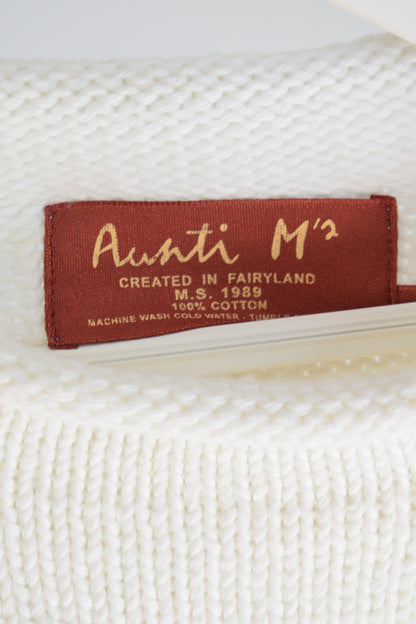 Aunti M's
CREATED IN FAIRYLAND
M.S. 1989
100% COTTON
MACHINE WASH COLD WATER -